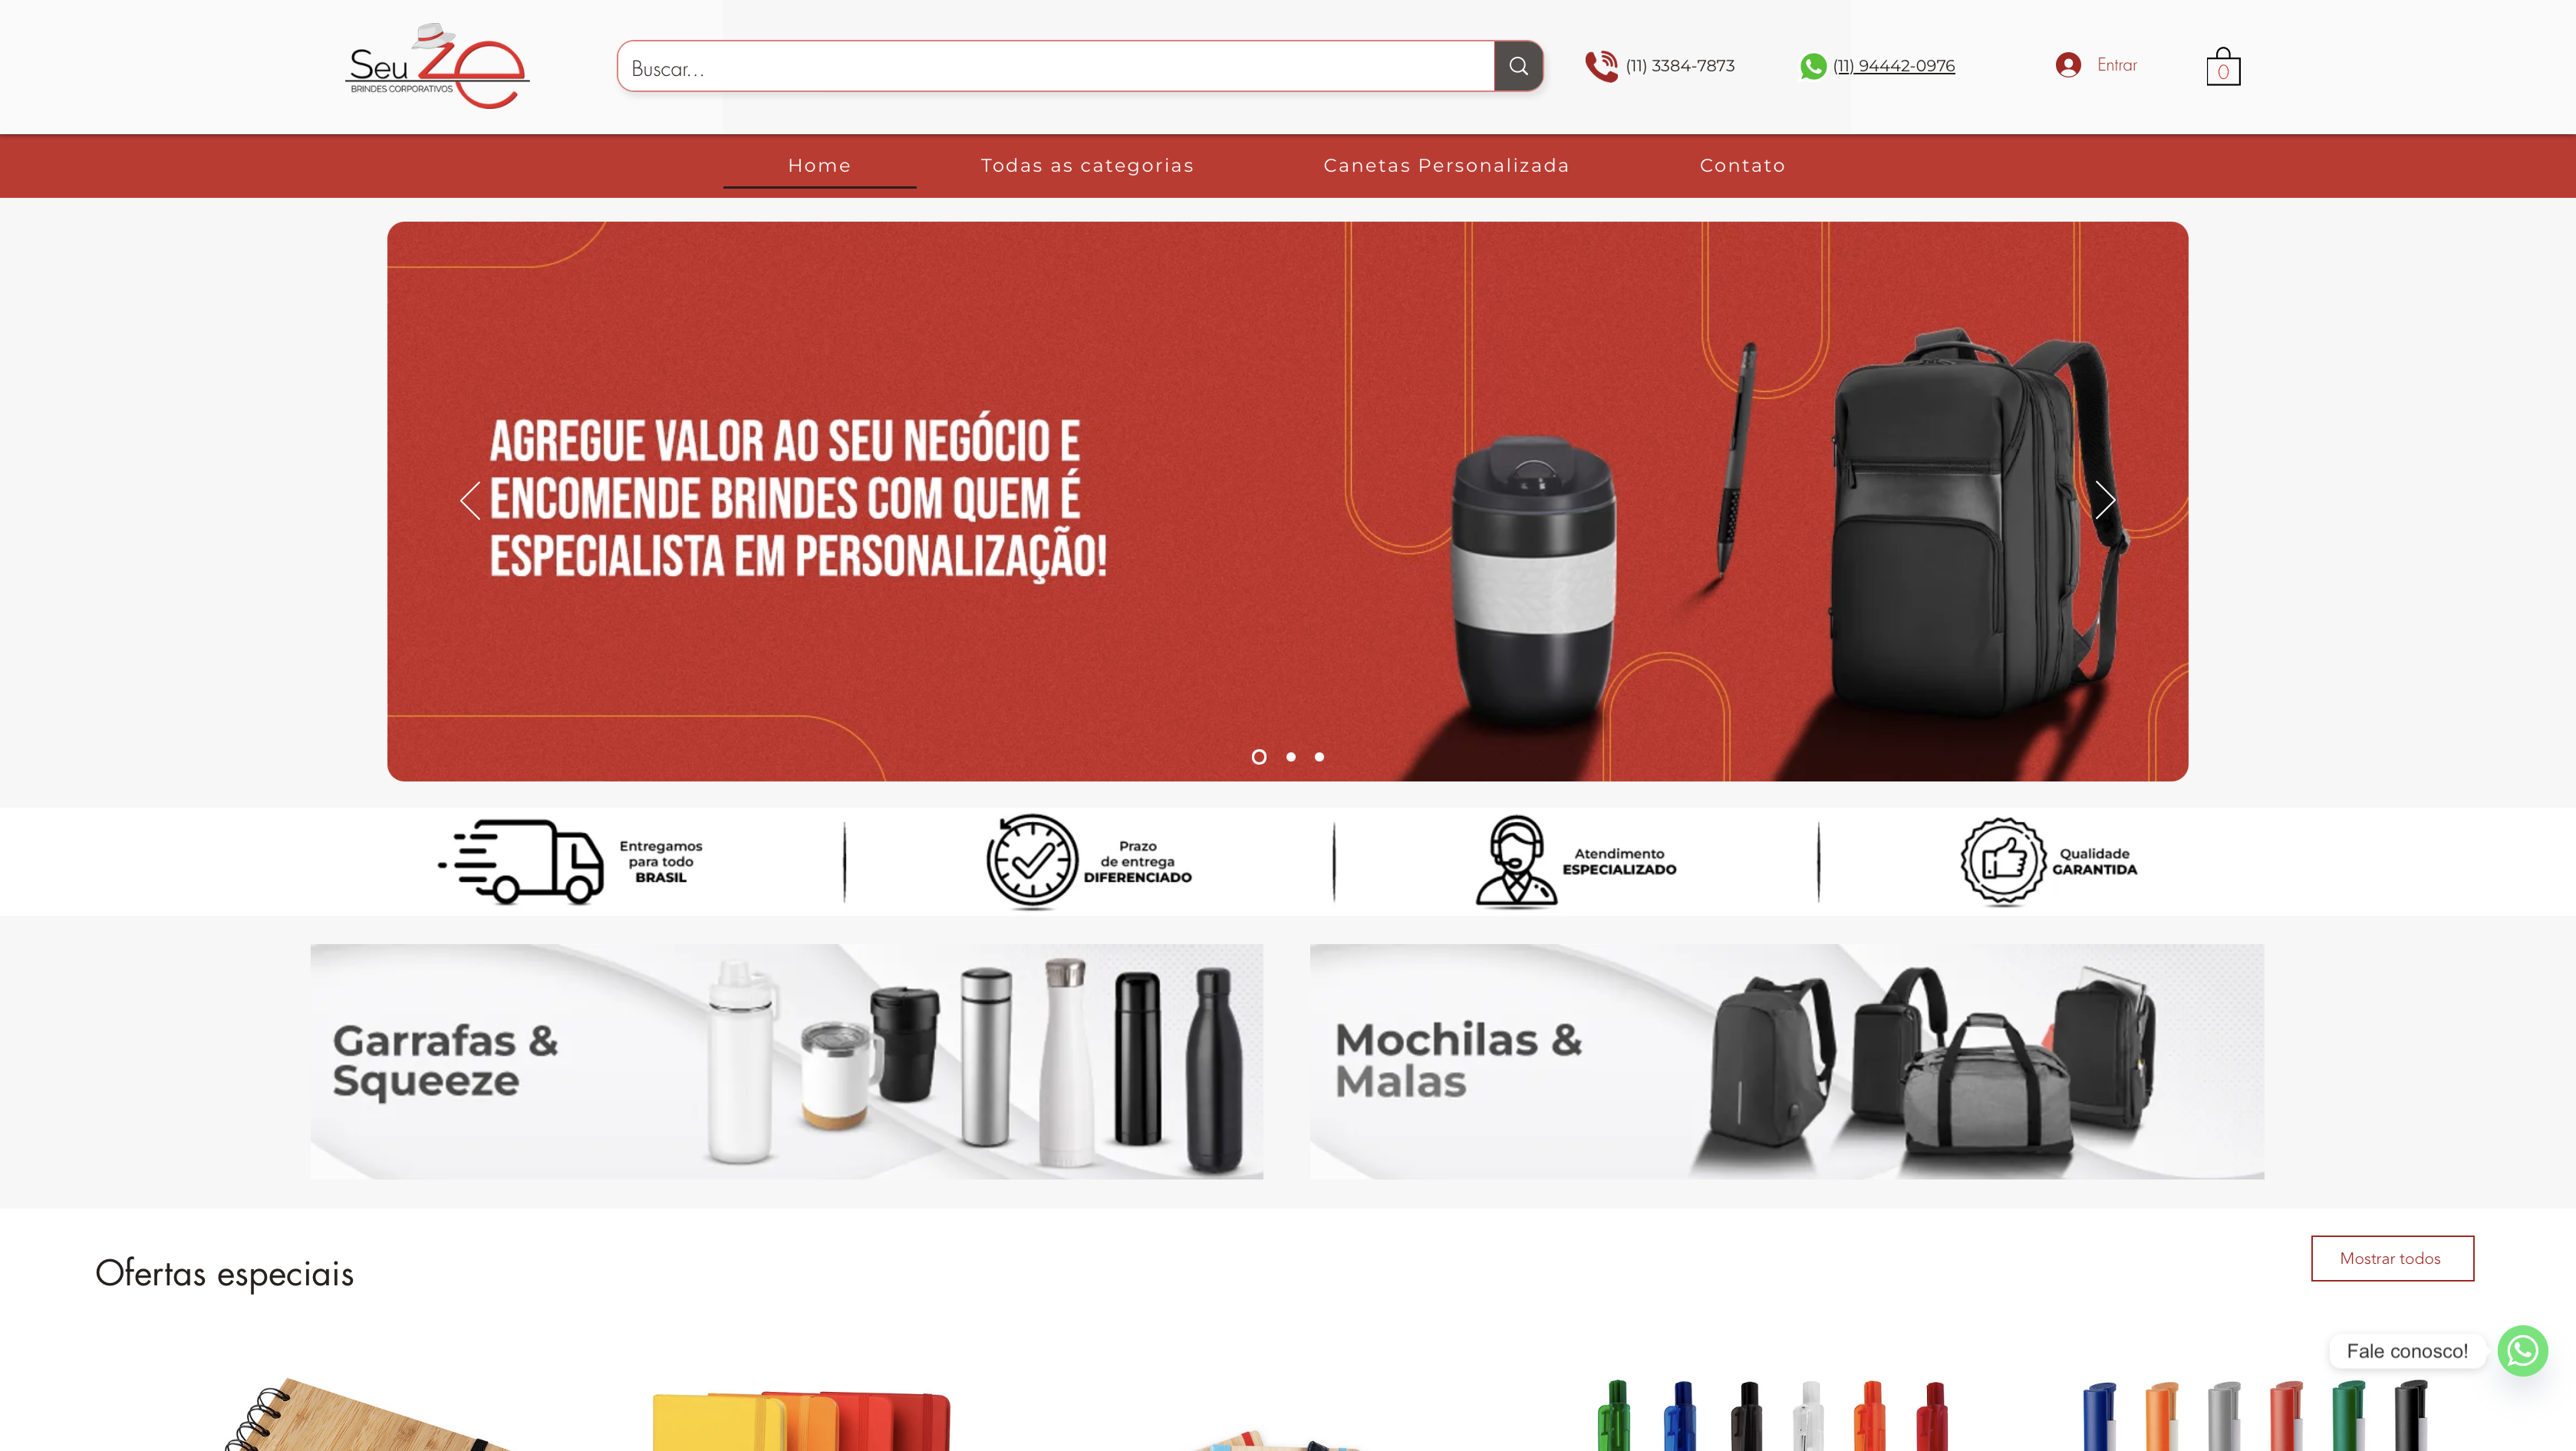 Seu Zé
BRINDES CORPORATIVOS
Buscar...
(11) 3384-7873
(11) 94442-0976
Entrar
0
Home
Todas as categorias
Canetas Personalizada
Contato
AGREGUE VALOR AO SEU NEGÓCIO E
ENCOMENDE BRINDES COM QUEM É
ESPECIALISTA EM PERSONALIZAÇÃO!
Entregamos
para todo
BRASIL
Prazo
de entrega
DIFERENCIADO
Atendimento
ESPECIALIZADO
Qualidade
GARANTIDA
Garrafas &
Squeeze
Mochilas &
Malas
Ofertas especiais
Mostrar todos
Fale conosco!